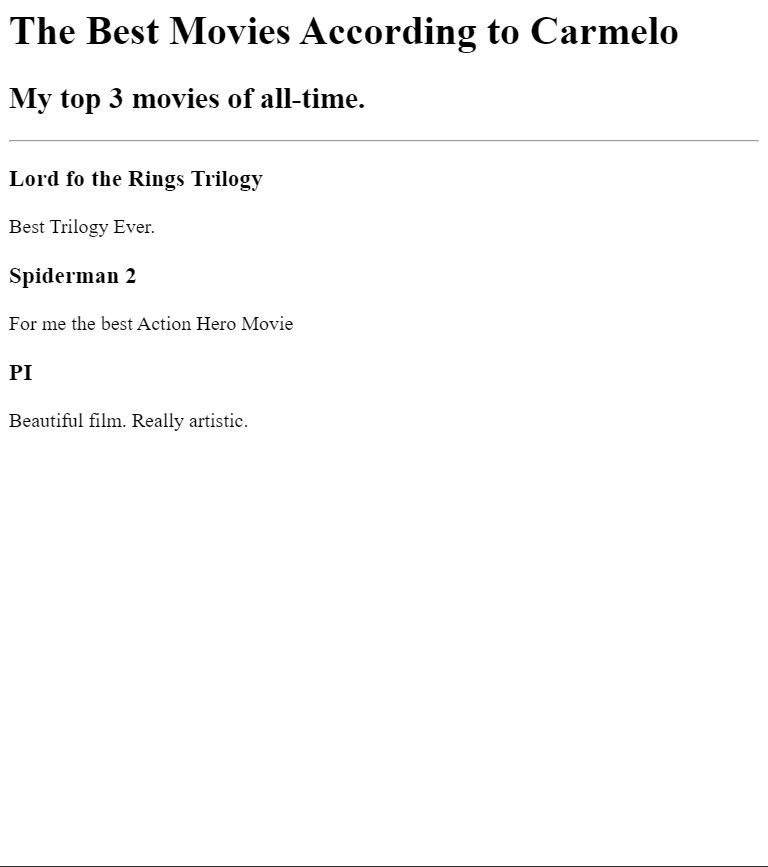 The Best Movies According to Carmelo
My top 3 movies of all-time.
Lord fo the Rings Trilogy
Best Trilogy Ever.
Spiderman 2
For me the best Action Hero Movie
PI
Beautiful film. Really artistic.